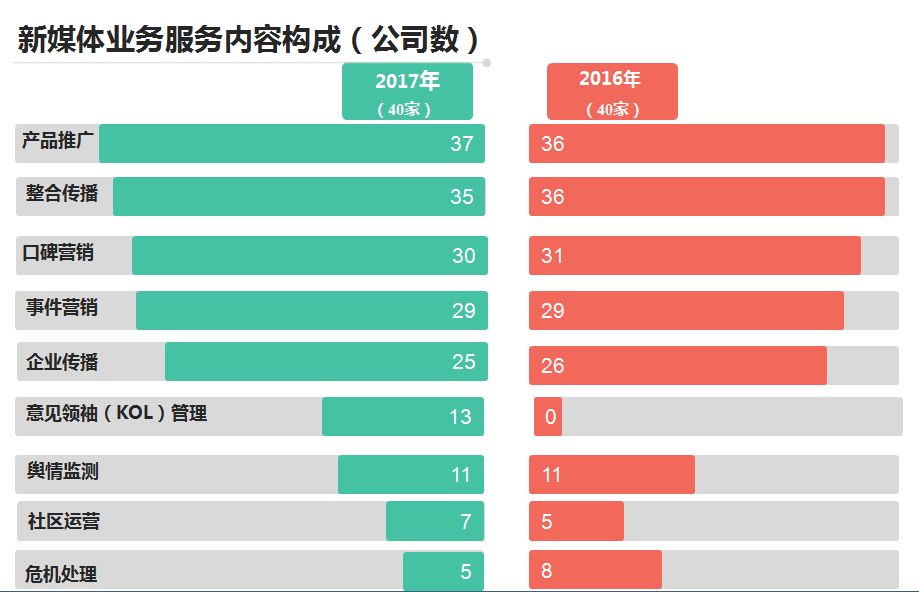 新媒体业务服务内容构成（公司数）
2017年
（40家）
2016年
（40家）
产品推广 37 36
整合传播 35 36
口碑营销 30 31
事件营销 29 29
企业传播 25 26
意见领袖（KOL）管理 13 0
舆情监测 11 11
社区运营 7 5
危机处理 5 8